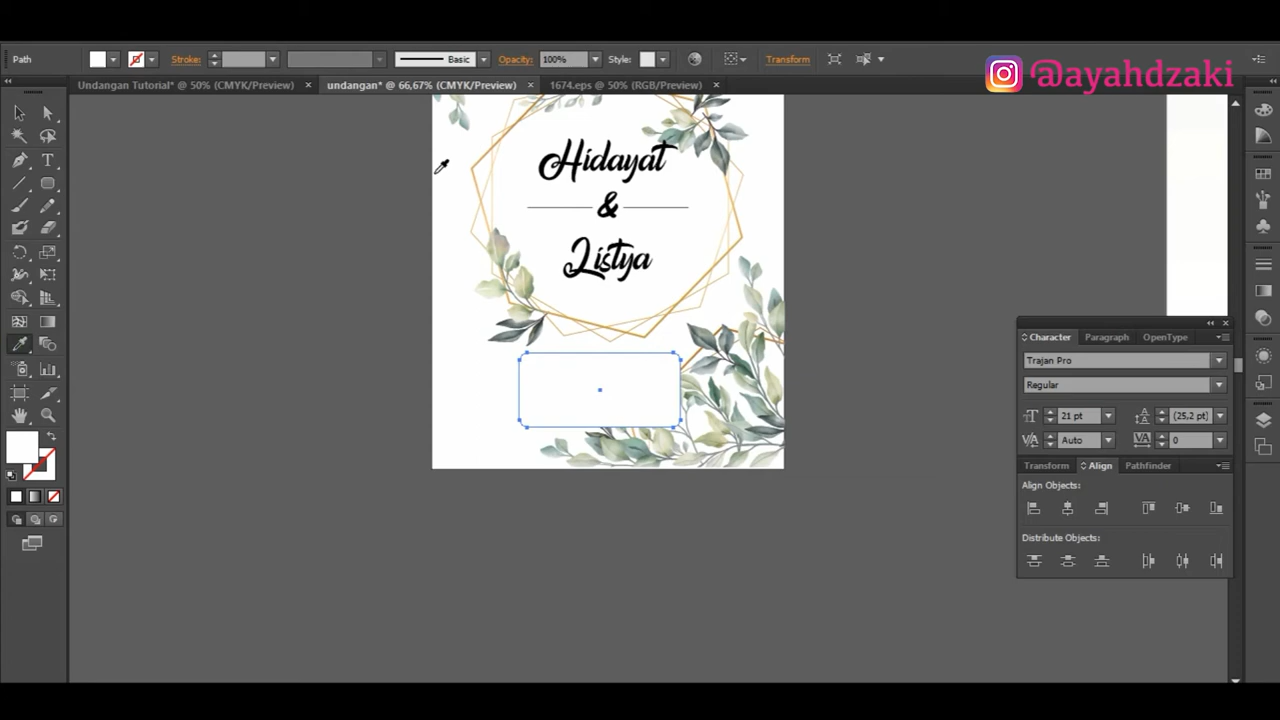 Path
Stroke:
Basic
Opacity:
100%
Style:
Transform
@ayahdzaki
Undangan Tutorial* @ 50% (CMYK/Preview)
undangan* @ 66,67% (CMYK/Preview)
1674.eps @ 50% (RGB/Preview)
Hidayat
&
Listya
Character
Paragraph
OpenType
Trajan Pro
Regular
21 pt
(25,2 pt)
Auto
0
Transform
Align
Pathfinder
Align Objects:
Distribute Objects: